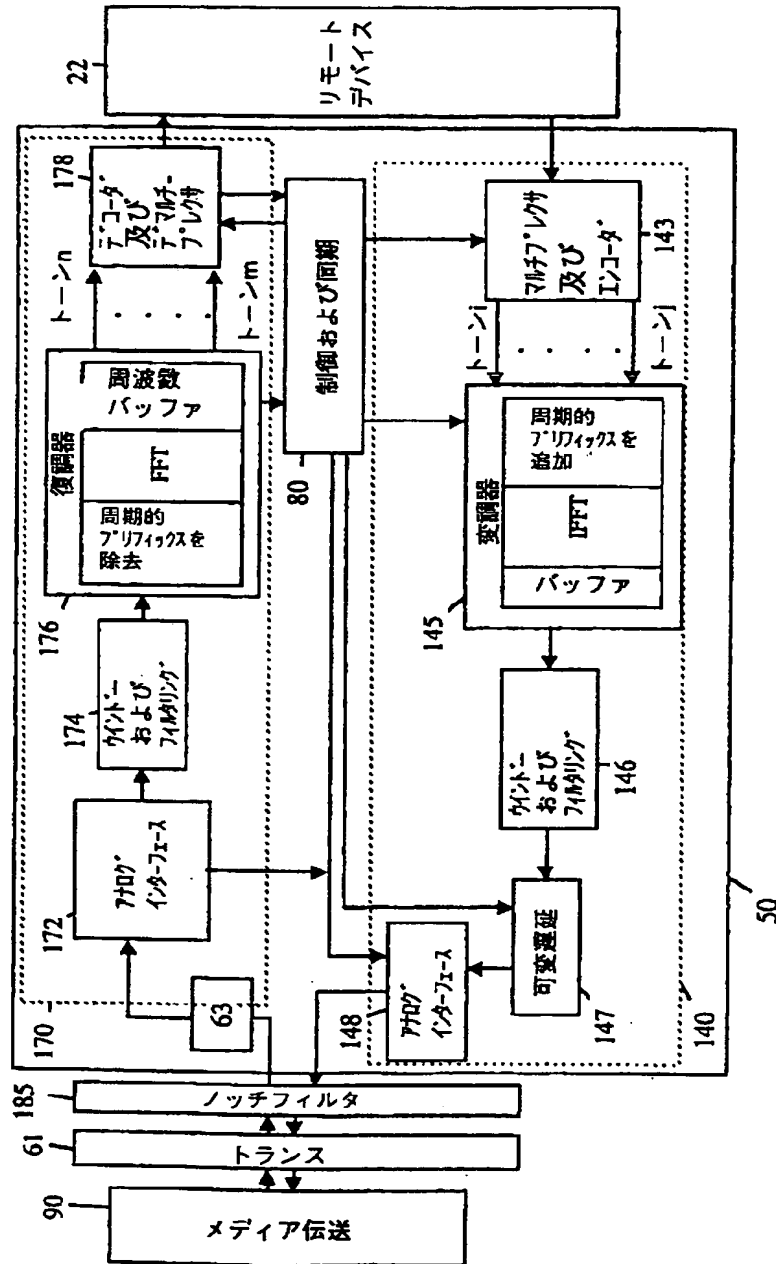 90
メディア伝送
61
トランス
185
ノッチフィルタ
170
63
172
アナログ
インターフェース
174
ウインドー
および
フィルタリング
176
復調器
周期的
プリフィックスを
除去
FFT
周波数
バッファ
トーンn
. . . . .
トーンm
178
デコーダ
及び
デマルチー
プレクサ
22
リモート
デバイス
80
制御および同期
148
アナログ
インターフェース
147
可変遅延
146
ウインドー
および
フィルタリング
145
変調器
バッファ
IFFT
周期的
プリフィックスを
追加
トーンi
. . . . .
トーンj
143
マルチプレクサ
及び
エンコーダ
140
50